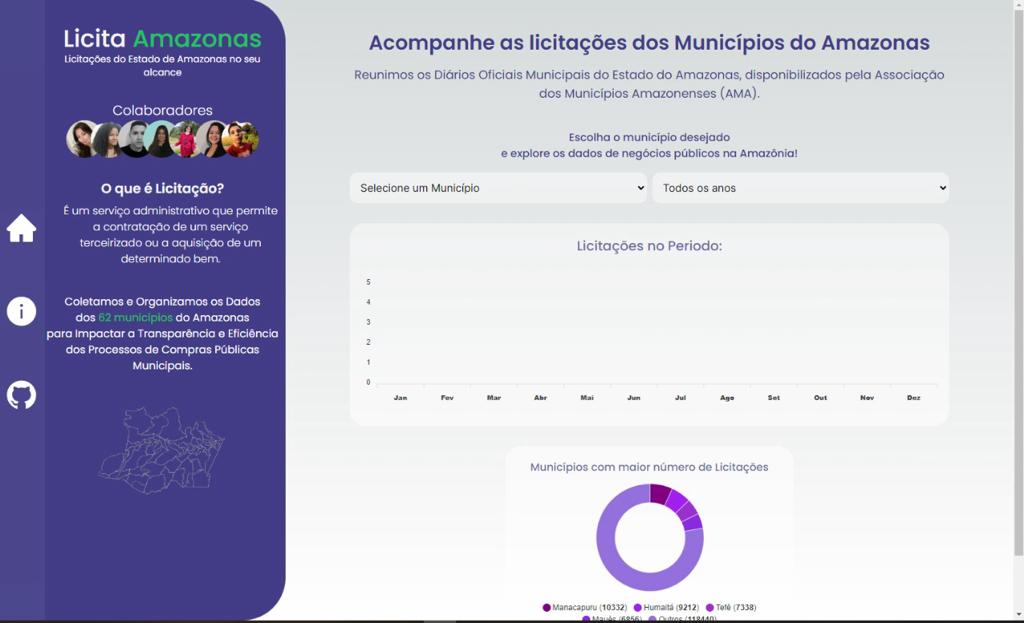 Licita Amazonas
Licitações do Estado de Amazonas no seu
alcance
Colaboradores
O que é Licitação?
É um serviço administrativo que permite
a contratação de um serviço
terceirizado ou a aquisição de um
determinado bem.
Coletamos e Organizamos os Dados
dos 62 municípios do Amazonas
para Impactar a Transparência e Eficiência
dos Processos de Compras Públicas
Municipais.
Acompanhe as licitações dos Municípios do Amazonas
Reunimos os Diários Oficiais Municipais do Estado do Amazonas, disponibilizados pela Associação
dos Municípios Amazonenses (AMA).
Escolha o município desejado
e explore os dados de negócios públicos na Amazônia!
Selecione um Município
Todos os anos
Licitações no Periodo:
5
4
3
2
1
0
Jan Fev Mar Abr Mai Jun Jul Ago Set Out Nov Dez
Municípios com maior número de Licitações
Manacapuru (10332) Humaitá (9212) Tefé (7338)
Maués (6856) Outros (118440)